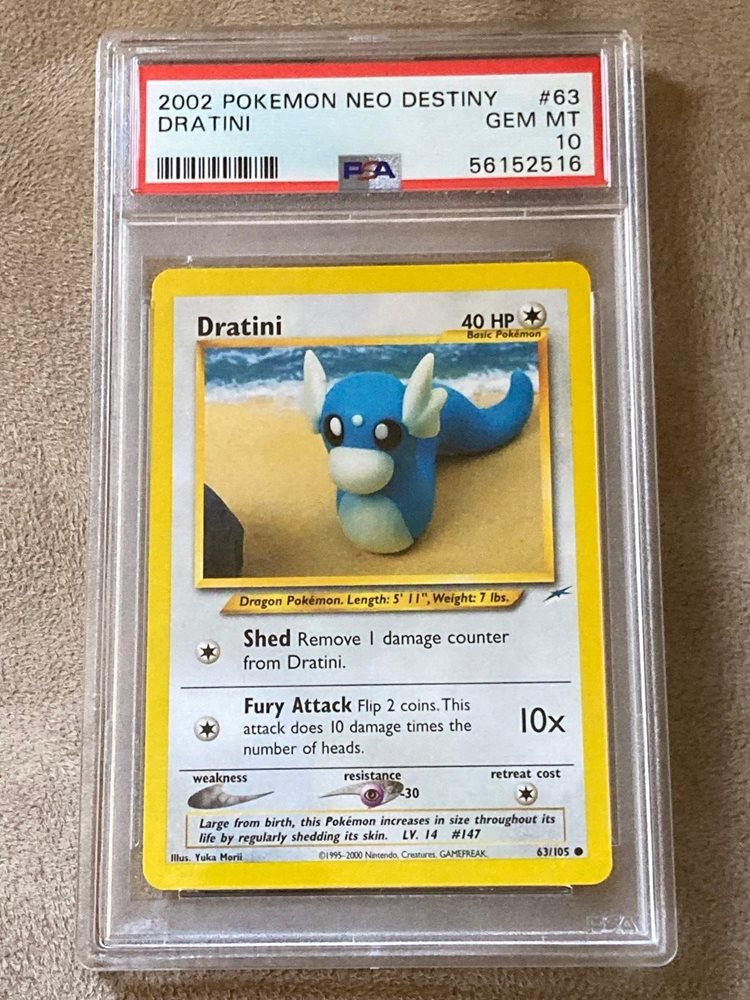 2002 POKEMON NEO DESTINY #63
DRATINI GEM MT
10
PSA 56152516
Dratini 40 HP
Basic Pokémon
Dragon Pokémon. Length: 5' 11", Weight: 7 lbs.
Shed Remove 1 damage counter
from Dratini.
Fury Attack Flip 2 coins. This
attack does 10 damage times the
number of heads.
10x
weakness resistance retreat cost
-30
Large from birth, this Pokémon increases in size throughout its
life by regularly shedding its skin. LV. 14 #147
Illus. Yuka Morii ©1995-2000 Nintendo, Creatures, GAMEFREAK. 63/105
PSA